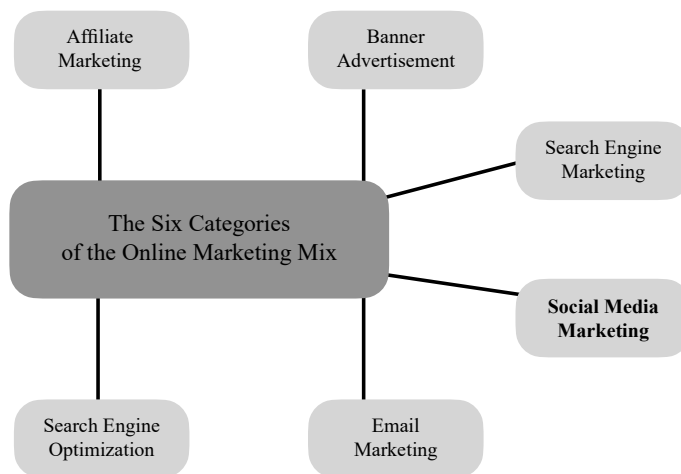 Affiliate
Marketing
Banner
Advertisement
Search Engine
Marketing
The Six Categories
of the Online Marketing Mix
Social Media
Marketing
Search Engine
Optimization
Email
Marketing